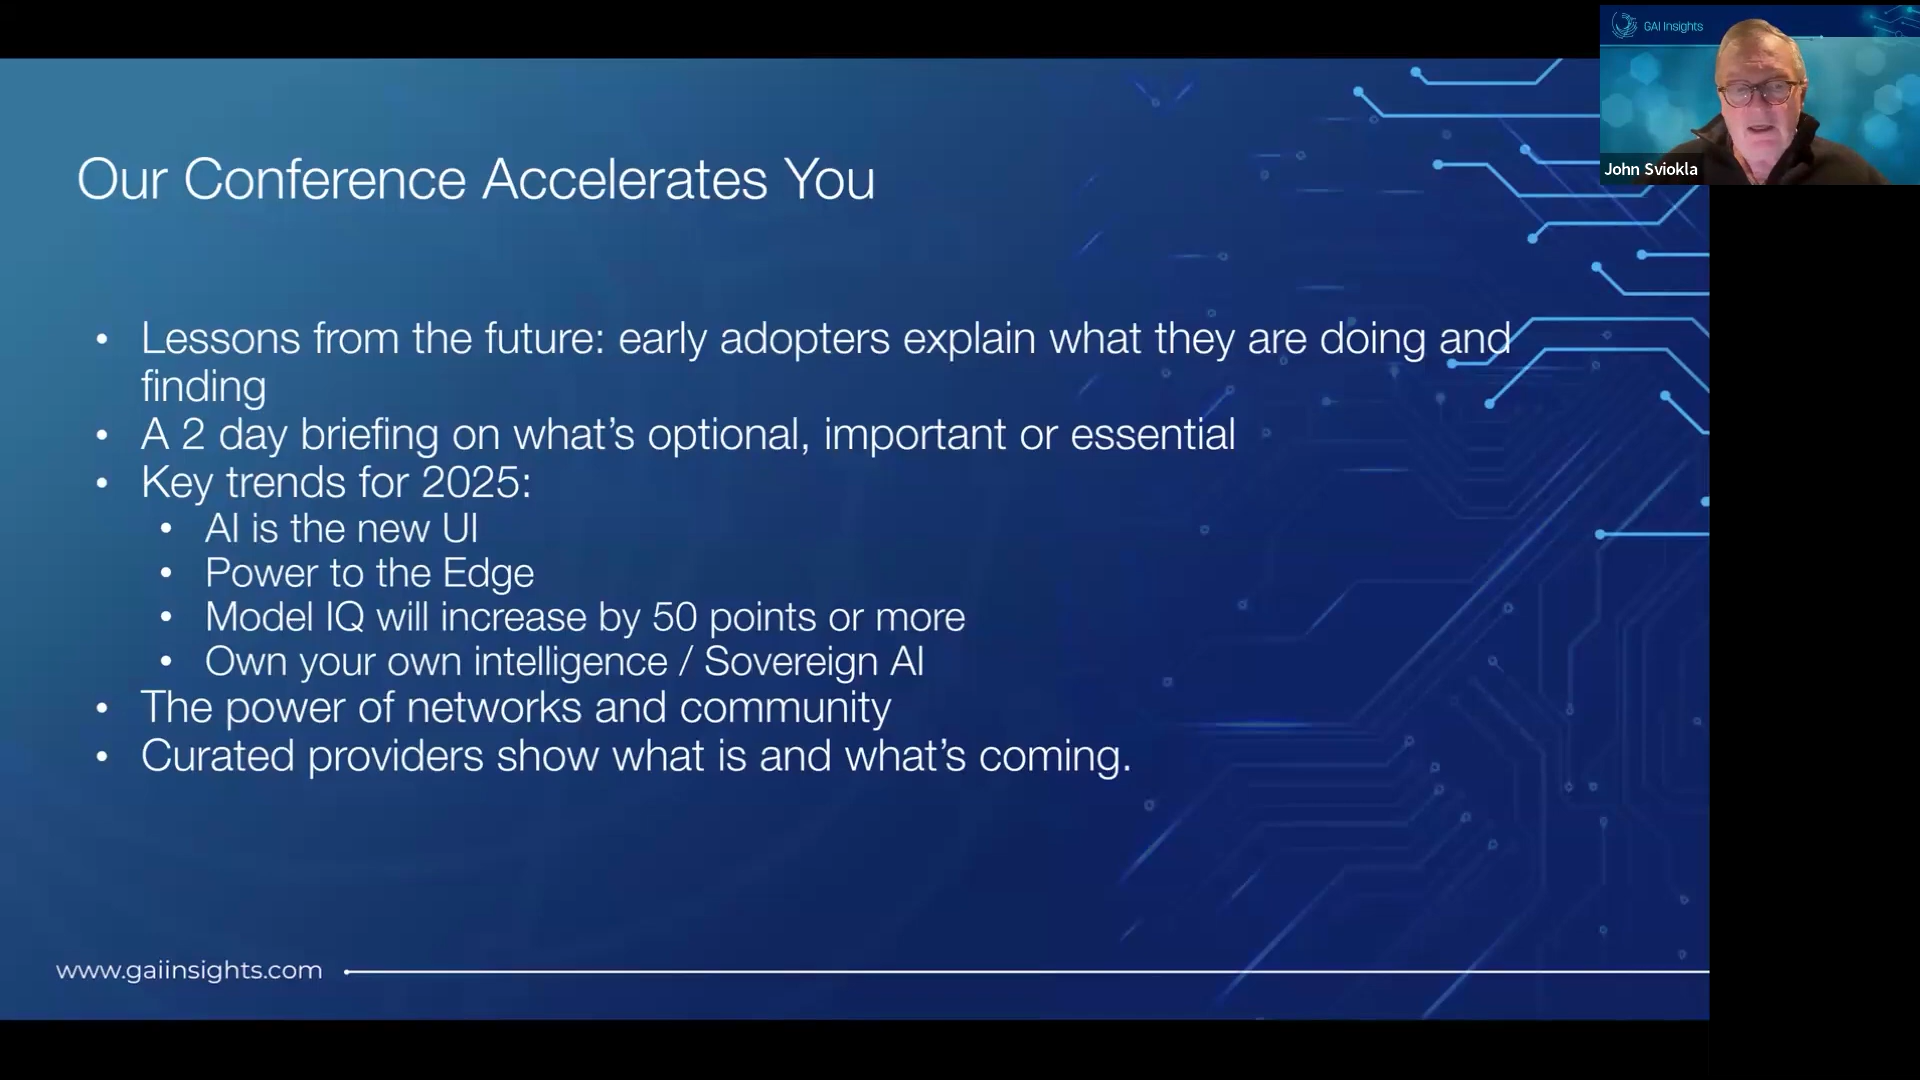 GAI Insights
John Sviokla
Our Conference Accelerates You
• Lessons from the future: early adopters explain what they are doing and
finding
• A 2 day briefing on what’s optional, important or essential
• Key trends for 2025:
• AI is the new UI
• Power to the Edge
• Model IQ will increase by 50 points or more
• Own your own intelligence / Sovereign AI
• The power of networks and community
• Curated providers show what is and what’s coming.
www.gaiinsights.com